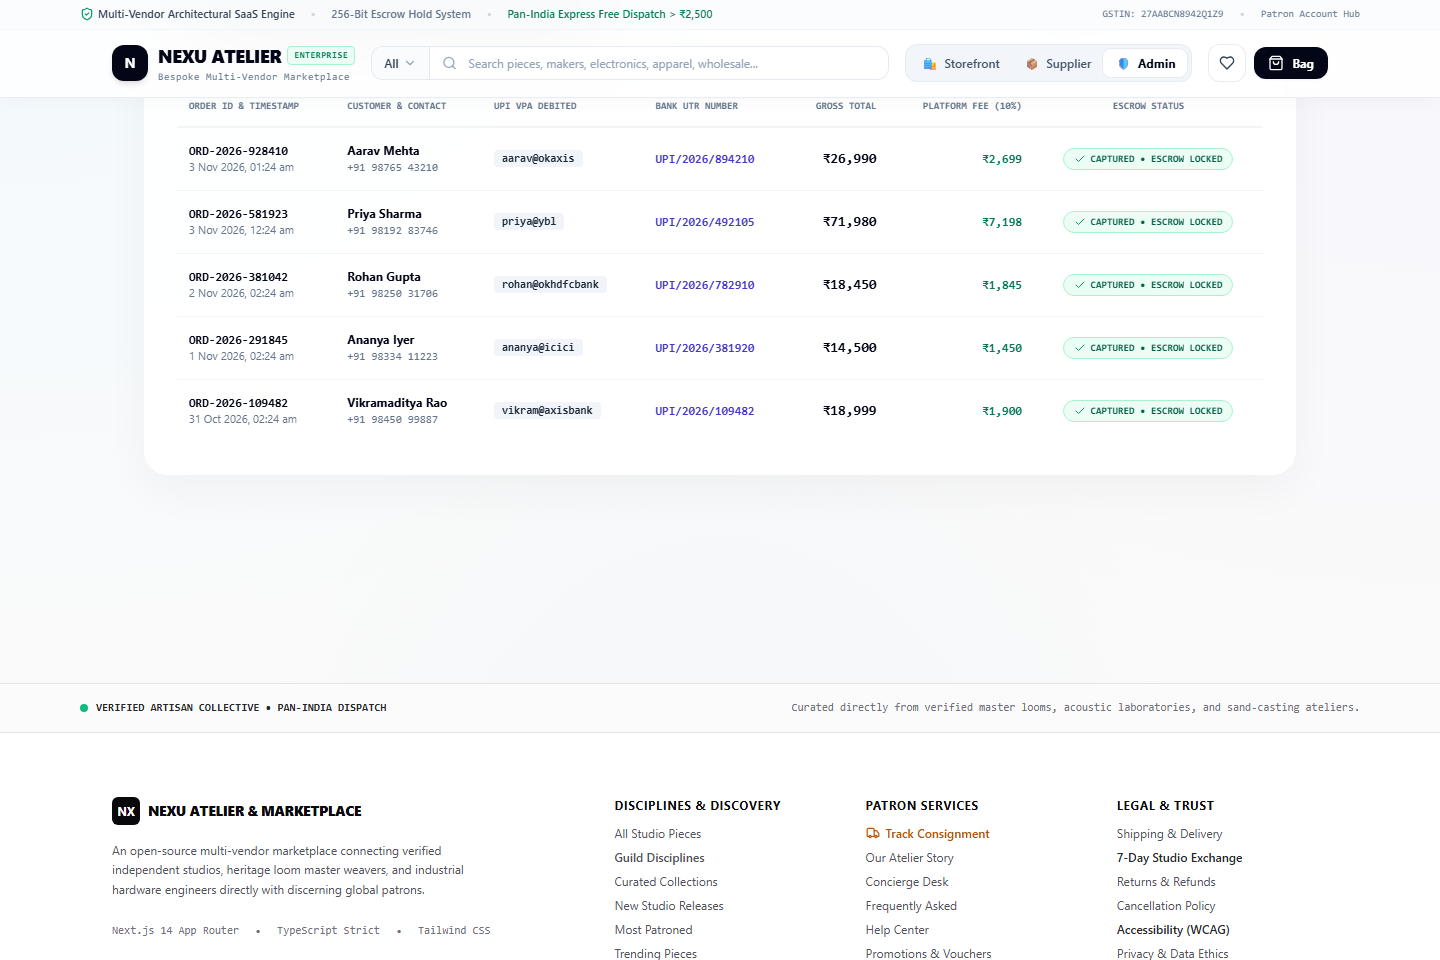 Multi-Vendor Architectural SaaS Engine • 256-Bit Escrow Hold System • Pan-India Express Free Dispatch > ₹2,500 GSTIN: 27AABCN8942Q1Z9 • Patron Account Hub
N NEXU ATELIER ENTERPRISE
Bespoke Multi-Vendor Marketplace
All Search pieces, makers, electronics, apparel, wholesale... Storefront Supplier Admin Bag
ORDER ID & TIMESTAMP CUSTOMER & CONTACT UPI VPA DEBITED BANK UTR NUMBER GROSS TOTAL PLATFORM FEE (10%) ESCROW STATUS
ORD-2026-928410 Aarav Mehta aarav@okaxis UPI/2026/894210 ₹26,990 ₹2,699 CAPTURED • ESCROW LOCKED
3 Nov 2026, 01:24 am +91 98765 43210
ORD-2026-581923 Priya Sharma priya@ybl UPI/2026/492105 ₹71,980 ₹7,198 CAPTURED • ESCROW LOCKED
3 Nov 2026, 12:24 am +91 98192 83746
ORD-2026-381042 Rohan Gupta rohan@okhdfcbank UPI/2026/782910 ₹18,450 ₹1,845 CAPTURED • ESCROW LOCKED
2 Nov 2026, 02:24 am +91 98250 31706
ORD-2026-291845 Ananya Iyer ananya@icici UPI/2026/381920 ₹14,500 ₹1,450 CAPTURED • ESCROW LOCKED
1 Nov 2026, 02:24 am +91 98334 11223
ORD-2026-109482 Vikramaditya Rao vikram@axisbank UPI/2026/109482 ₹18,999 ₹1,900 CAPTURED • ESCROW LOCKED
31 Oct 2026, 02:24 am +91 98450 99887
VERIFIED ARTISAN COLLECTIVE • PAN-INDIA DISPATCH Curated directly from verified master looms, acoustic laboratories, and sand-casting ateliers.
NX NEXU ATELIER & MARKETPLACE
An open-source multi-vendor marketplace connecting verified
independent studios, heritage loom master weavers, and industrial
hardware engineers directly with discerning global patrons.
Next.js 14 App Router • TypeScript Strict • Tailwind CSS
DISCIPLINES & DISCOVERY
All Studio Pieces
Guild Disciplines
Curated Collections
New Studio Releases
Most Patroned
Trending Pieces
PATRON SERVICES
Track Consignment
Our Atelier Story
Concierge Desk
Frequently Asked
Help Center
Promotions & Vouchers
LEGAL & TRUST
Shipping & Delivery
7-Day Studio Exchange
Returns & Refunds
Cancellation Policy
Accessibility (WCAG)
Privacy & Data Ethics